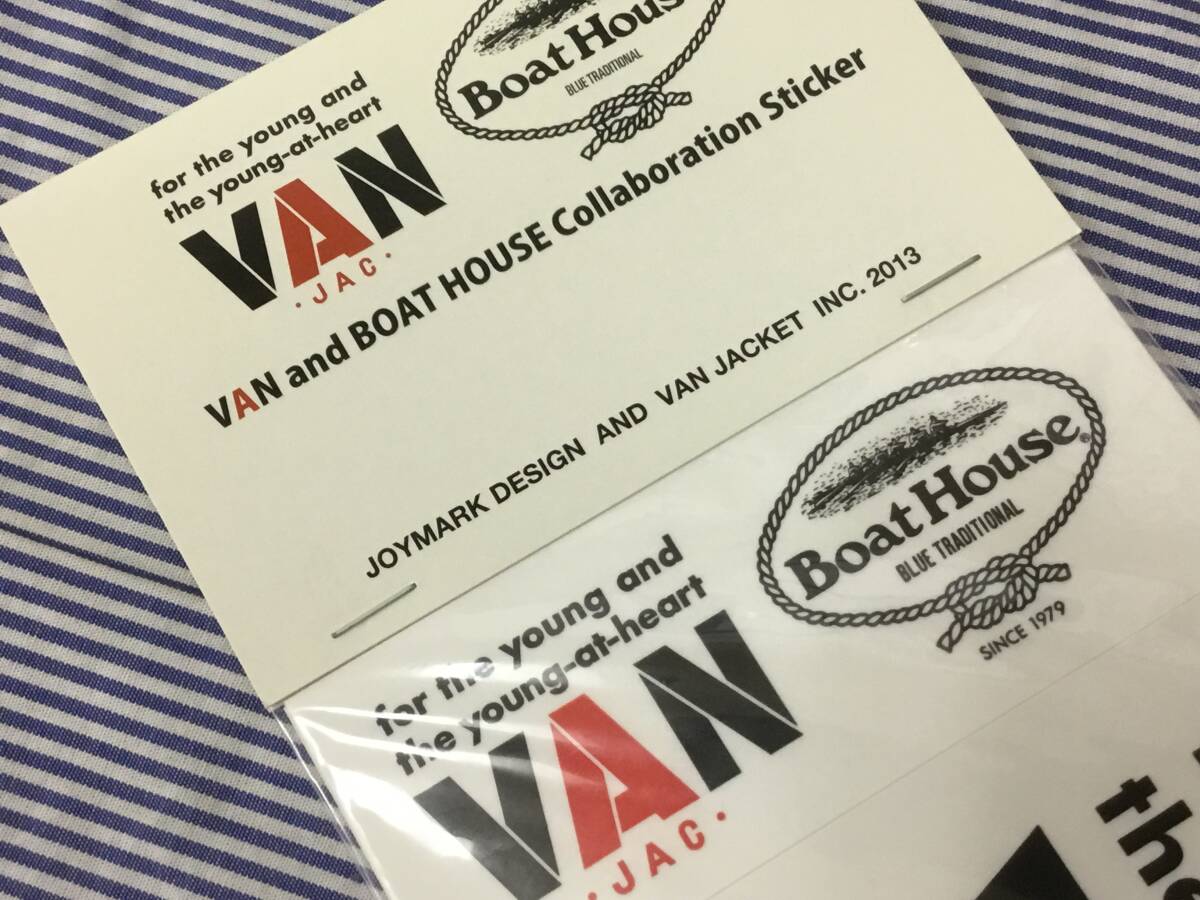 for the young and
the young-at-heart
VAN
·JAC·
Boat House
BLUE TRADITIONAL
VAN and BOAT HOUSE Collaboration Sticker
JOYMARK DESIGN AND VAN JACKET INC. 2013
for the young and
the young-at-heart
VAN
·JAC·
Boat House®
BLUE TRADITIONAL
SINCE 1979